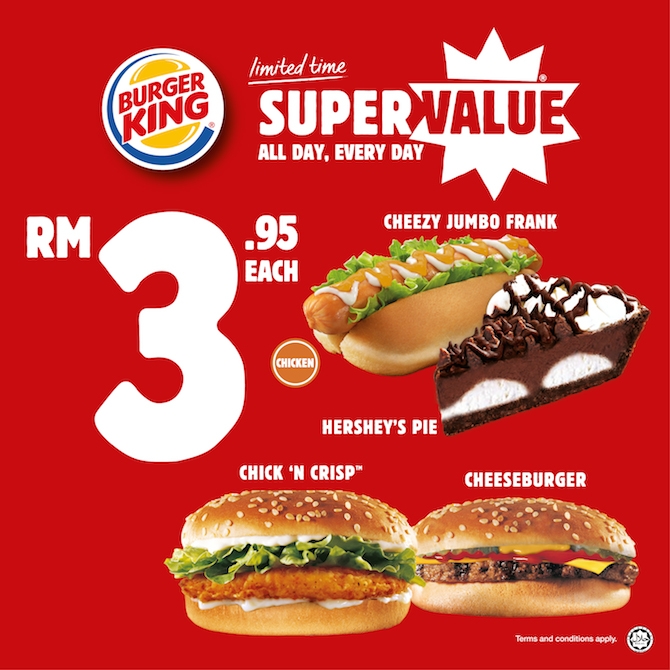 BURGER
KING
®
limited time
SUPER VALUE®
ALL DAY, EVERY DAY
RM 3.95
EACH
CHEEZY JUMBO FRANK
CHICKEN
HERSHEY'S PIE
CHICK 'N CRISP™
CHEESEBURGER
Terms and conditions apply.